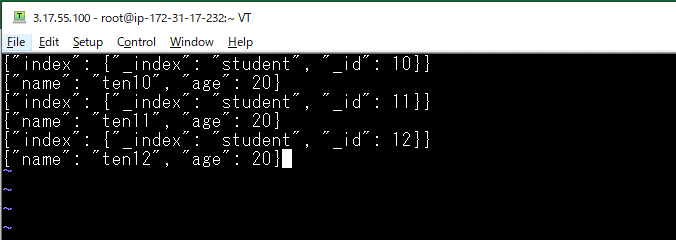 3.17.55.100 - root@ip-172-31-17-232:~ VT
File Edit Setup Control Window Help
{"index": {"_index": "student", "_id": 10}}
{"name": "ten10", "age": 20}
{"index": {"_index": "student", "_id": 11}}
{"name": "ten11", "age": 20}
{"index": {"_index": "student", "_id": 12}}
{"name": "ten12", "age": 20}
~
~
~
~